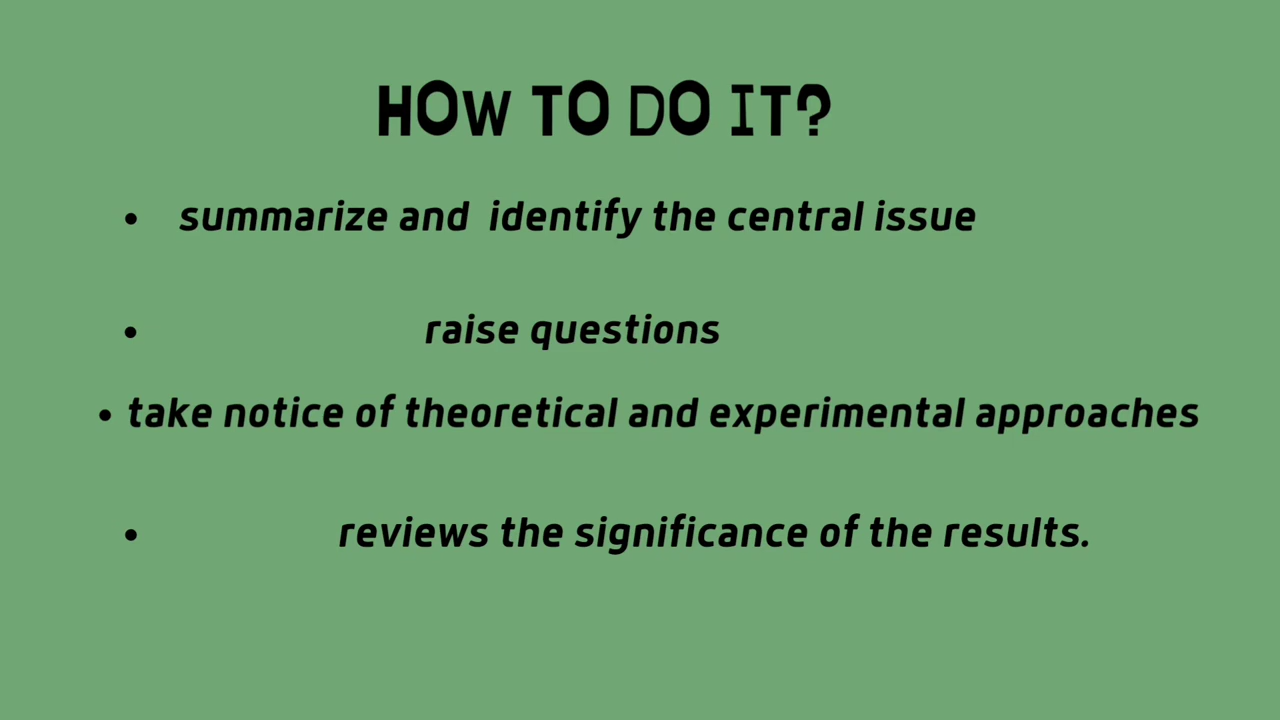 HOW TO DO IT?
• summarize and identify the central issue
• raise questions
• take notice of theoretical and experimental approaches
• reviews the significance of the results.